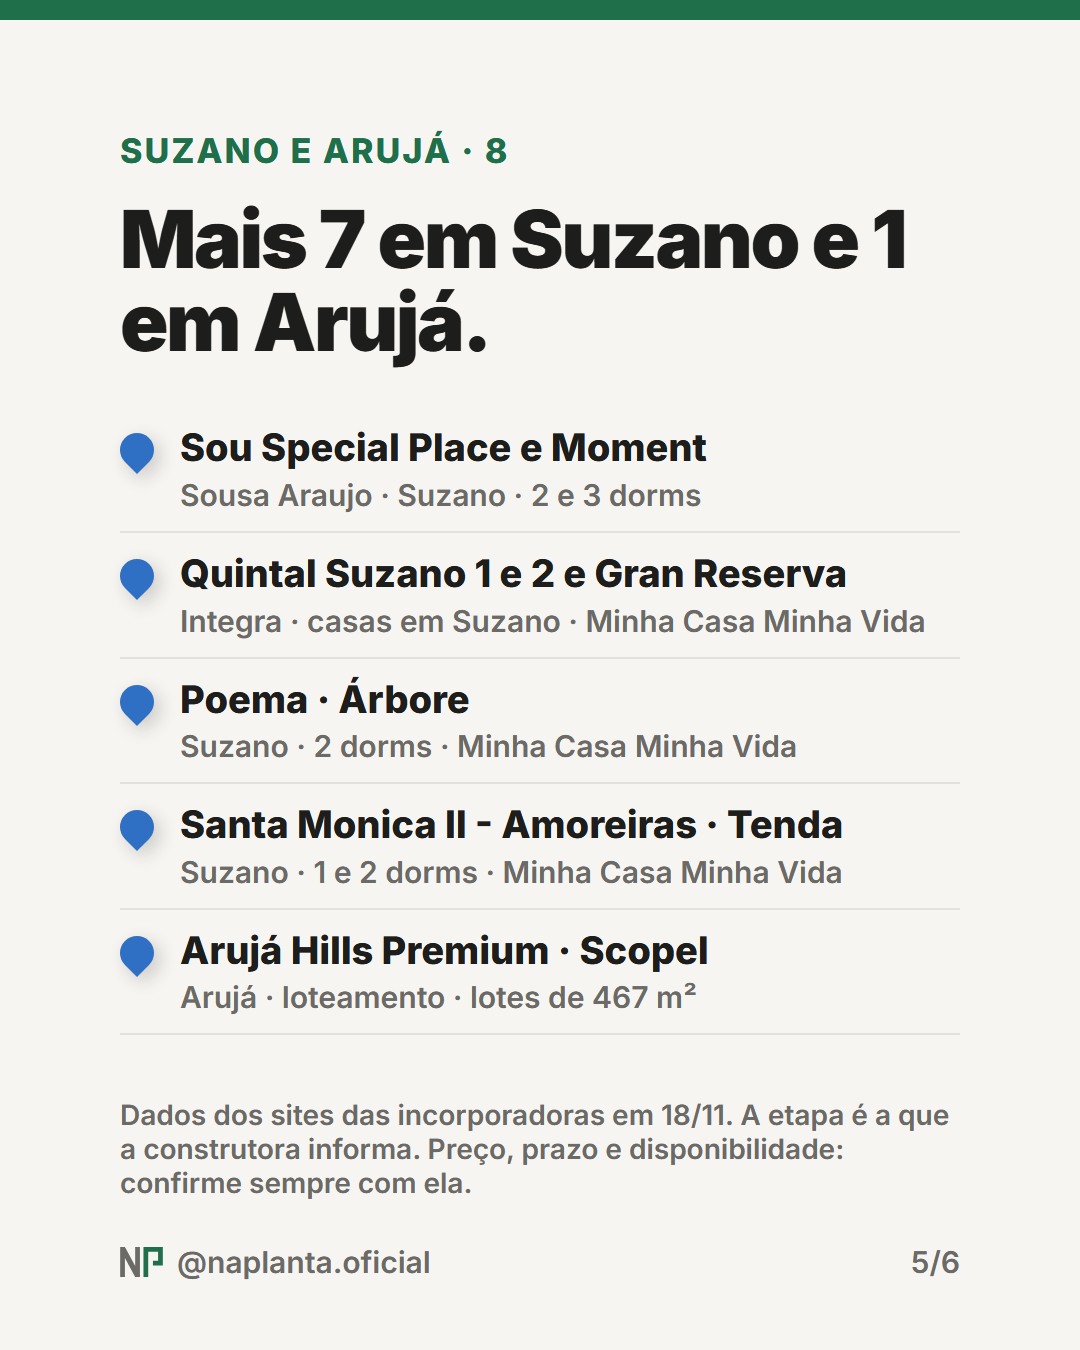 SUZANO E ARUJÁ · 8
Mais 7 em Suzano e 1
em Arujá.
Sou Special Place e Moment
Sousa Araujo · Suzano · 2 e 3 dorms
Quintal Suzano 1 e 2 e Gran Reserva
Integra · casas em Suzano · Minha Casa Minha Vida
Poema · Árbore
Suzano · 2 dorms · Minha Casa Minha Vida
Santa Monica II - Amoreiras · Tenda
Suzano · 1 e 2 dorms · Minha Casa Minha Vida
Arujá Hills Premium · Scopel
Arujá · loteamento · lotes de 467 m²
Dados dos sites das incorporadoras em 18/11. A etapa é a que
a construtora informa. Preço, prazo e disponibilidade:
confirme sempre com ela.
NP @naplanta.oficial
5/6